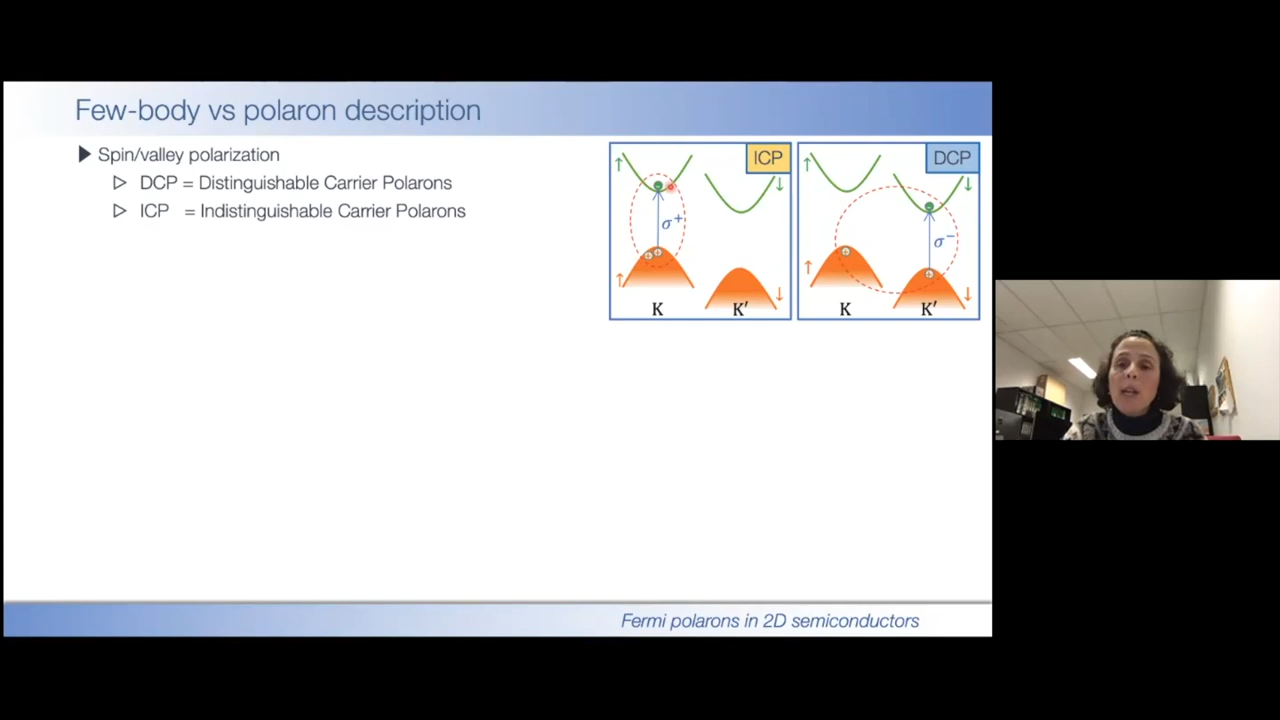 Few-body vs polaron description
Spin/valley polarization
DCP = Distinguishable Carrier Polarons
ICP = Indistinguishable Carrier Polarons
ICP
↑
↓
σ⁺
↑
↓
K
K′
DCP
↑
↓
σ⁻
↑
↓
K
K′
Fermi polarons in 2D semiconductors